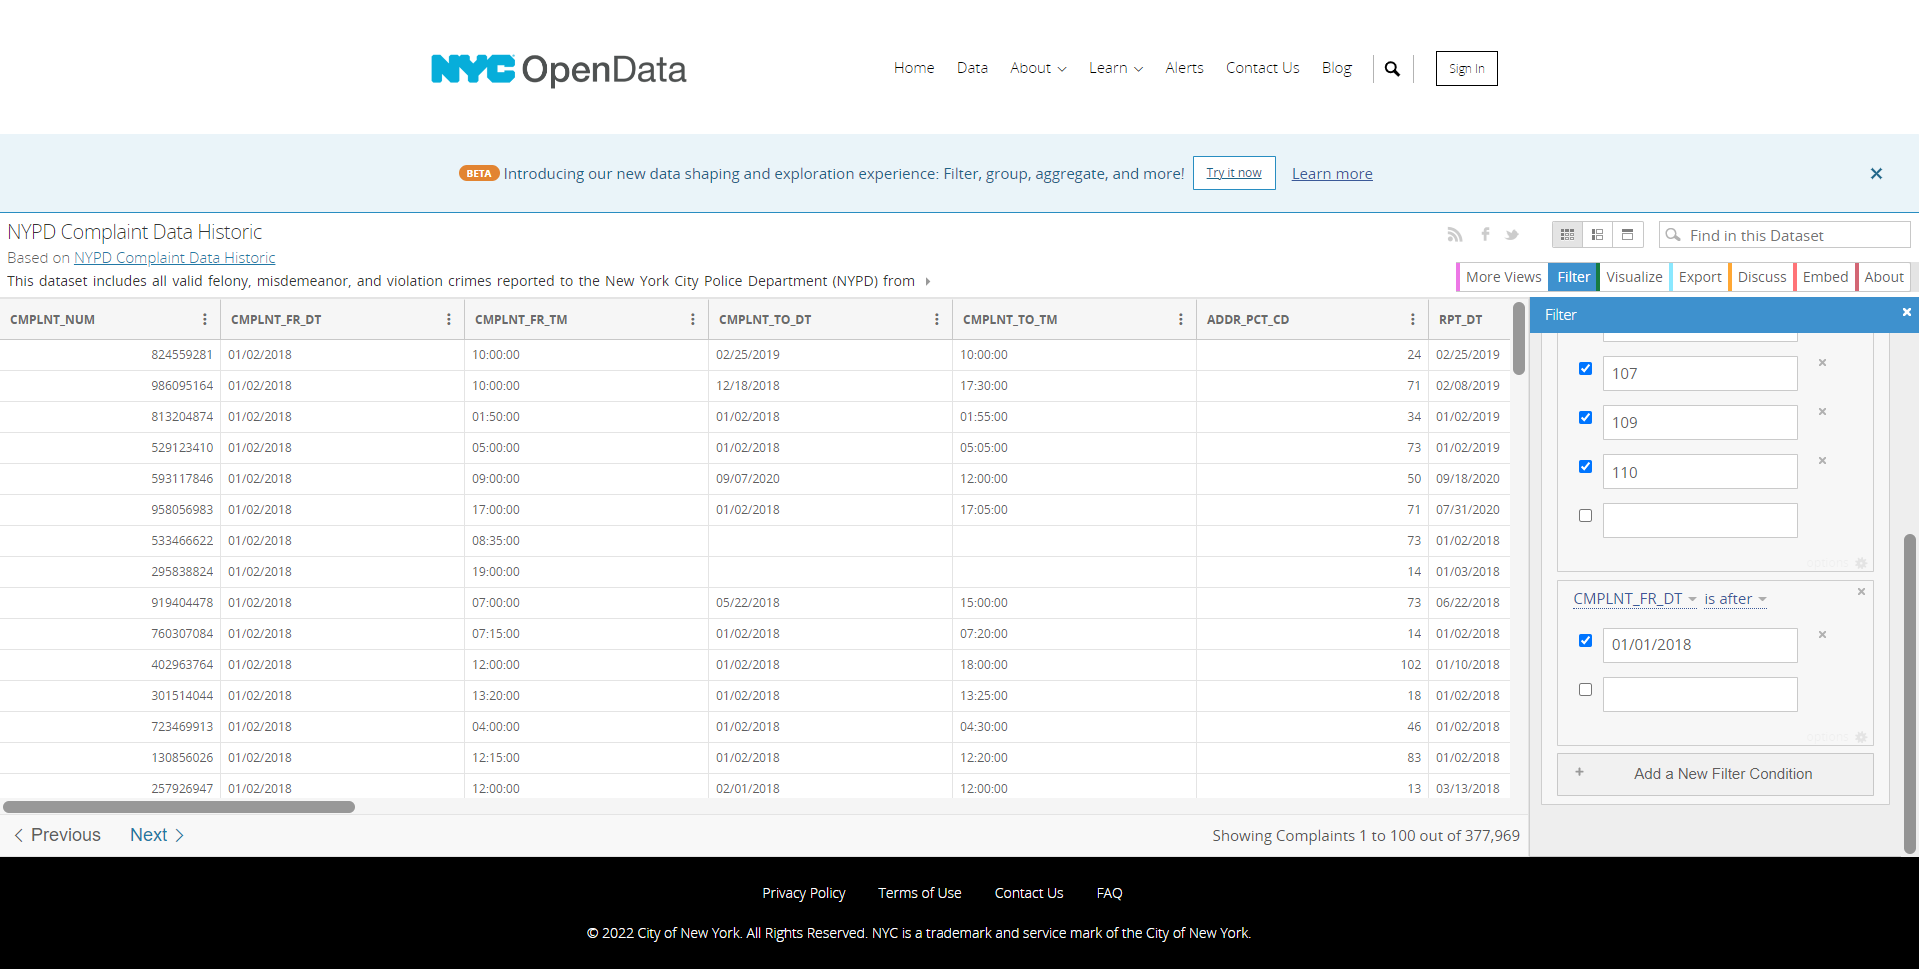 NYC OpenData
Home Data About Learn Alerts Contact Us Blog Sign In
BETA Introducing our new data shaping and exploration experience: Filter, group, aggregate, and more! Try it now Learn more
NYPD Complaint Data Historic
Based on NYPD Complaint Data Historic
This dataset includes all valid felony, misdemeanor, and violation crimes reported to the New York City Police Department (NYPD) from
Find in this Dataset
More Views Filter Visualize Export Discuss Embed About
CMPLNT_NUM CMPLNT_FR_DT CMPLNT_FR_TM CMPLNT_TO_DT CMPLNT_TO_TM ADDR_PCT_CD RPT_DT
824559281 01/02/2018 10:00:00 02/25/2019 10:00:00 24 02/25/2019
986095164 01/02/2018 10:00:00 12/18/2018 17:30:00 71 02/08/2019
813204874 01/02/2018 01:50:00 01/02/2018 01:55:00 34 01/02/2019
529123410 01/02/2018 05:00:00 01/02/2018 05:05:00 73 01/02/2019
593117846 01/02/2018 09:00:00 09/07/2020 12:00:00 50 09/18/2020
958056983 01/02/2018 17:00:00 01/02/2018 17:05:00 71 07/31/2020
533466622 01/02/2018 08:35:00 73 01/02/2018
295838824 01/02/2018 19:00:00 14 01/03/2018
919404478 01/02/2018 07:00:00 05/22/2018 15:00:00 73 06/22/2018
760307084 01/02/2018 07:15:00 01/02/2018 07:20:00 14 01/02/2018
402963764 01/02/2018 12:00:00 01/02/2018 18:00:00 102 01/10/2018
301514044 01/02/2018 13:20:00 01/02/2018 13:25:00 18 01/02/2018
723469913 01/02/2018 04:00:00 01/02/2018 04:30:00 46 01/02/2018
130856026 01/02/2018 12:15:00 01/02/2018 12:20:00 83 01/02/2018
257926947 01/02/2018 12:00:00 02/01/2018 12:00:00 13 03/13/2018
Previous Next
Showing Complaints 1 to 100 out of 377,969
Filter
107
109
110
options
CMPLNT_FR_DT is after
01/01/2018
options
Add a New Filter Condition
Privacy Policy Terms of Use Contact Us FAQ
© 2022 City of New York. All Rights Reserved. NYC is a trademark and service mark of the City of New York.